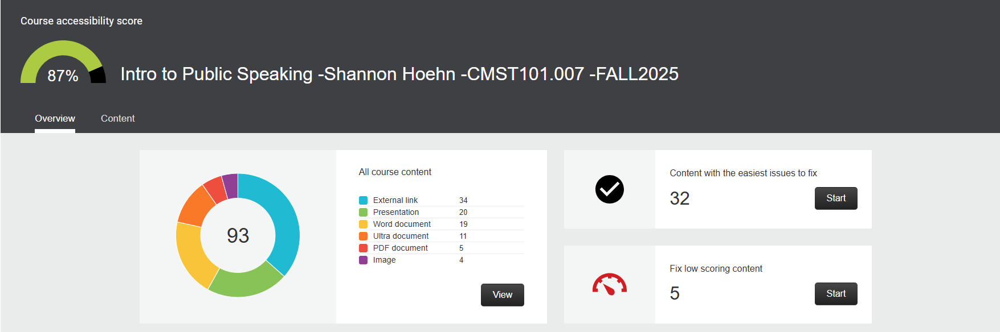 Course accessibility score
87%
Intro to Public Speaking -Shannon Hoehn -CMST101.007 -FALL2025
Overview
Content
93
All course content
External link 34
Presentation 20
Word document 19
Ultra document 11
PDF document 5
Image 4
View
Content with the easiest issues to fix
32
Start
Fix low scoring content
5
Start